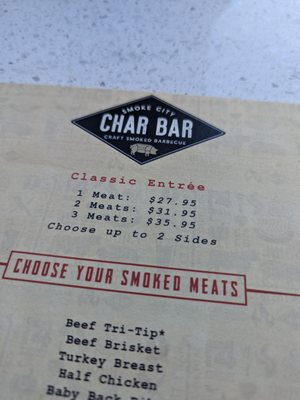 SMOKE CITY
CHAR BAR
CRAFT SMOKED BARBECUE
Classic Entrée
1 Meat: $27.95
2 Meats: $31.95
3 Meats: $35.95
Choose up to 2 Sides
CHOOSE YOUR SMOKED MEATS
Beef Tri-Tip*
Beef Brisket
Turkey Breast
Half Chicken
Baby Back